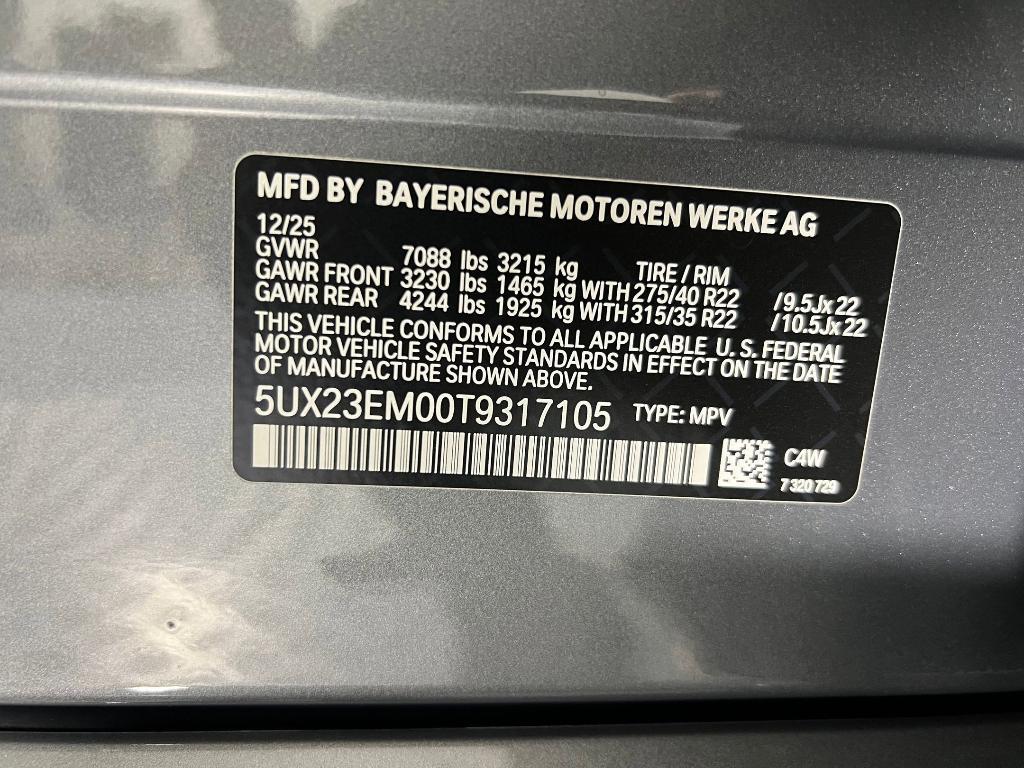 MFD BY BAYERISCHE MOTOREN WERKE AG
12/25
GVWR 7088 lbs 3215 kg TIRE / RIM
GAWR FRONT 3230 lbs 1465 kg WITH 275/40 R22 /9.5Jx22
GAWR REAR 4244 lbs 1925 kg WITH 315/35 R22 /10.5Jx22
THIS VEHICLE CONFORMS TO ALL APPLICABLE U. S. FEDERAL
MOTOR VEHICLE SAFETY STANDARDS IN EFFECT ON THE DATE
OF MANUFACTURE SHOWN ABOVE.
5UX23EM00T9317105 TYPE: MPV
C4W
7 320 729